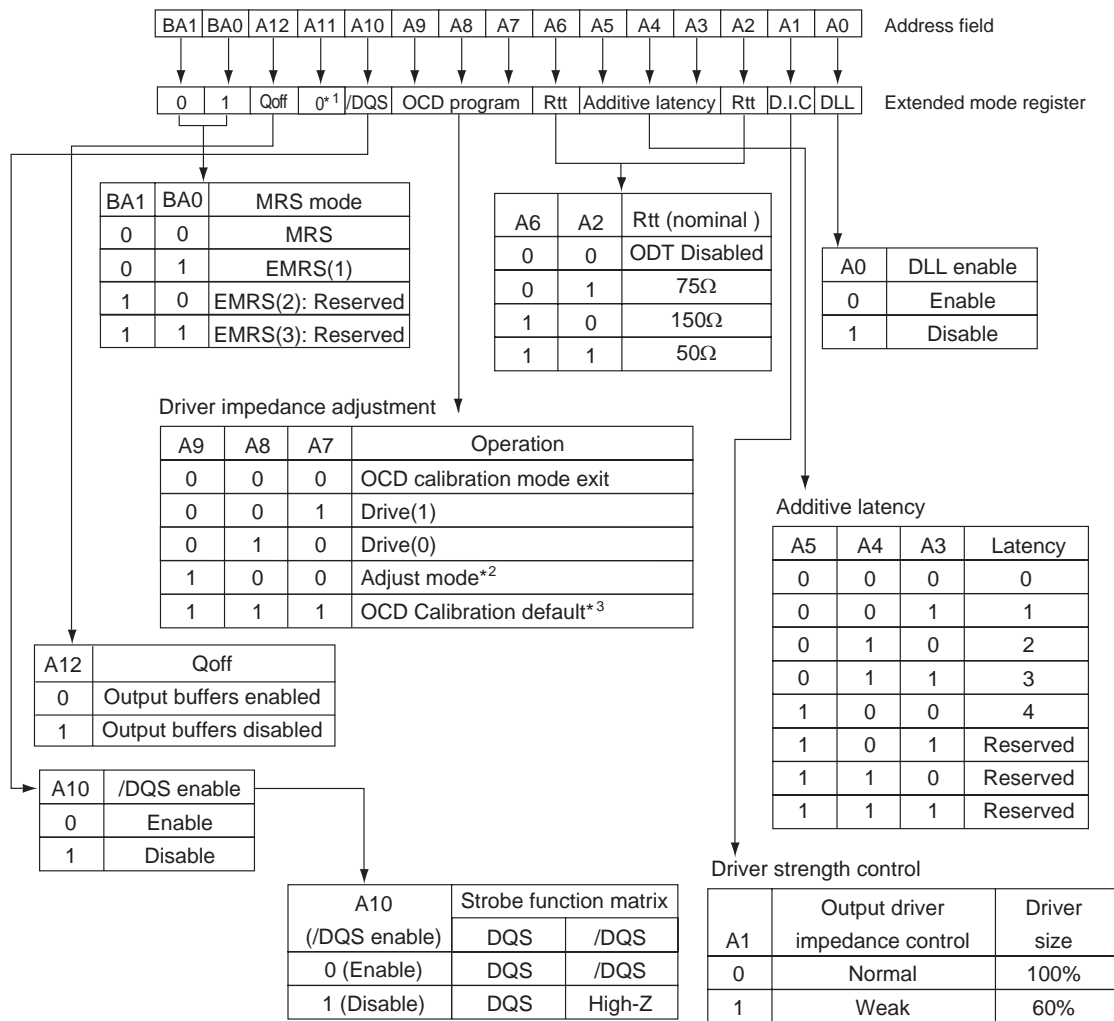 BA1 BA0 A12 A11 A10 A9 A8 A7 A6 A5 A4 A3 A2 A1 A0 Address field
0 1 Qoff 0*1 /DQS OCD program Rtt Additive latency Rtt D.I.C DLL Extended mode register
BA1 BA0 MRS mode
0 0 MRS
0 1 EMRS(1)
1 0 EMRS(2): Reserved
1 1 EMRS(3): Reserved
A6 A2 Rtt (nominal )
0 0 ODT Disabled
0 1 75Ω
1 0 150Ω
1 1 50Ω
A0 DLL enable
0 Enable
1 Disable
Driver impedance adjustment
A9 A8 A7 Operation
0 0 0 OCD calibration mode exit
0 0 1 Drive(1)
0 1 0 Drive(0)
1 0 0 Adjust mode*2
1 1 1 OCD Calibration default*3
Additive latency
A5 A4 A3 Latency
0 0 0 0
0 0 1 1
0 1 0 2
0 1 1 3
1 0 0 4
1 0 1 Reserved
1 1 0 Reserved
1 1 1 Reserved
A12 Qoff
0 Output buffers enabled
1 Output buffers disabled
A10 /DQS enable
0 Enable
1 Disable
A10 Strobe function matrix
(/DQS enable) DQS /DQS
0 (Enable) DQS /DQS
1 (Disable) DQS High-Z
Driver strength control
Output driver Driver
A1 impedance control size
0 Normal 100%
1 Weak 60%